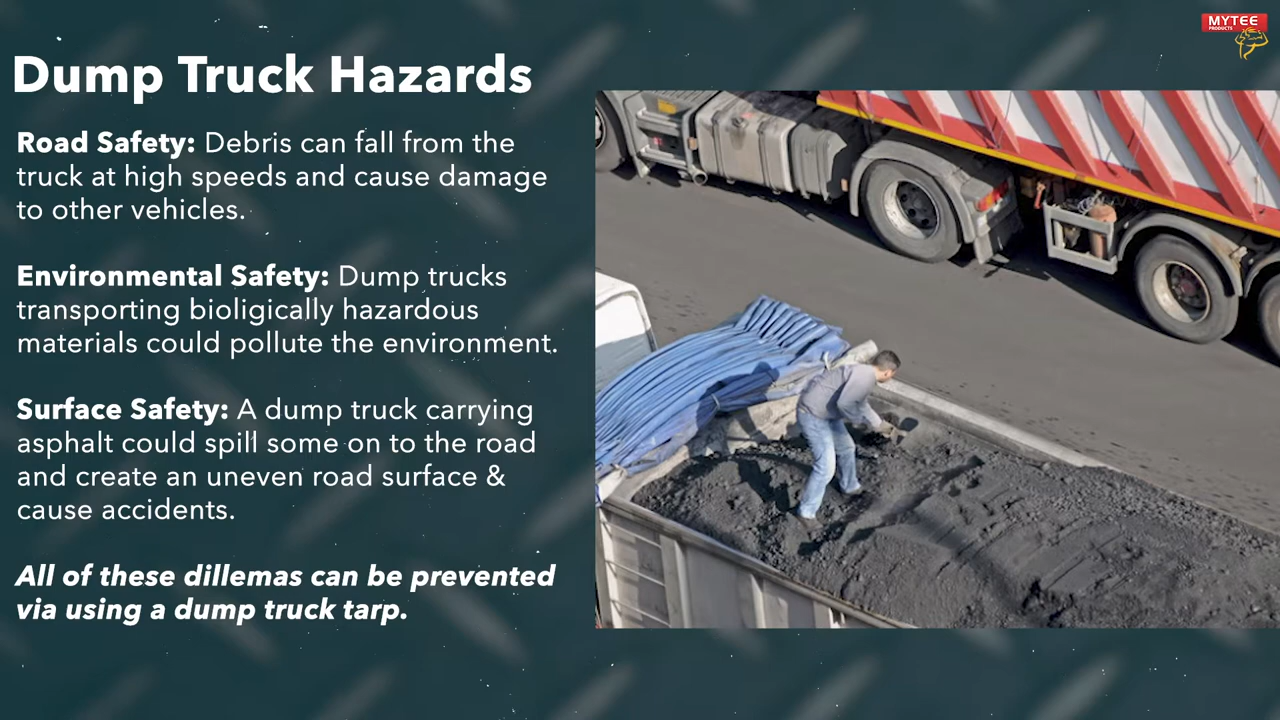 MYTEE
PRODUCTS
Dump Truck Hazards
Road Safety: Debris can fall from the
truck at high speeds and cause damage
to other vehicles.
Environmental Safety: Dump trucks
transporting bioligically hazardous
materials could pollute the environment.
Surface Safety: A dump truck carrying
asphalt could spill some on to the road
and create an uneven road surface &
cause accidents.
All of these dillemas can be prevented
via using a dump truck tarp.